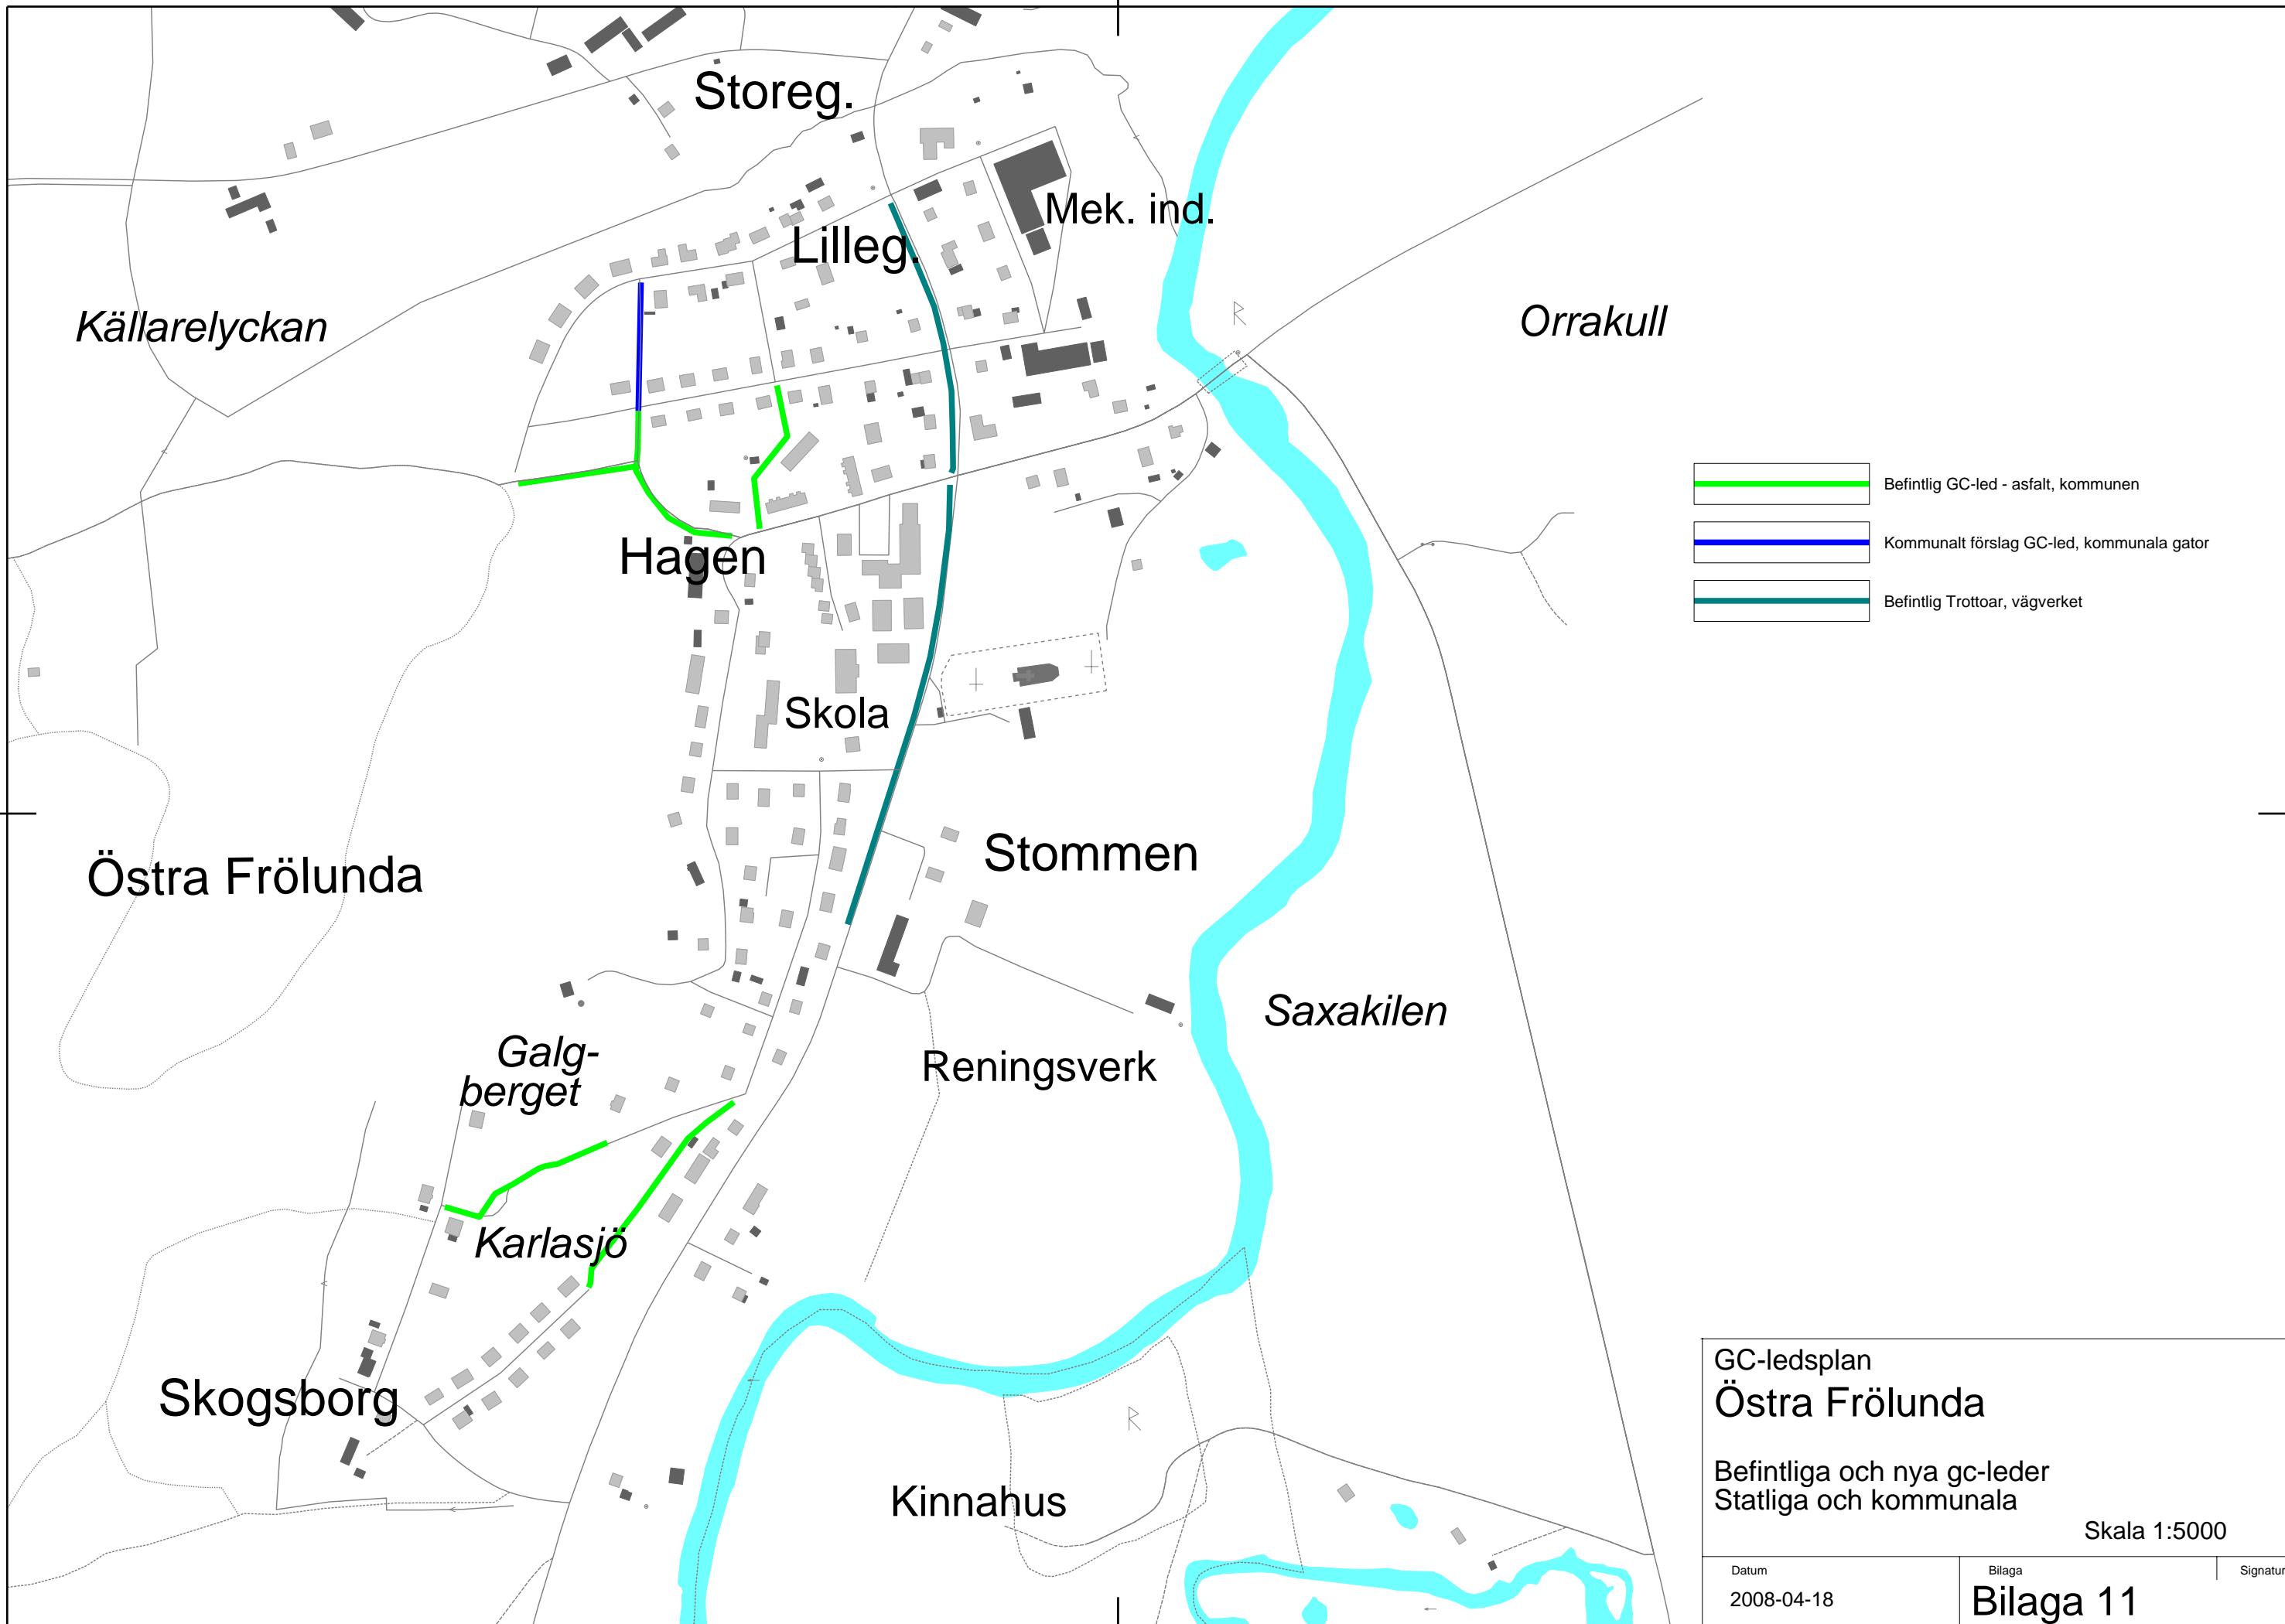 Storeg.
Mek. ind.
Lilleg.
Källarelyckan
Orrakull
Befintlig GC-led - asfalt, kommunen
Kommunalt förslag GC-led, kommunala gator
Befintlig Trottoar, vägverket
Hagen
Skola
Stommen
Östra Frölunda
Saxakilen
Galg-
berget
Reningsverk
Karlasjö
Skogsborg
Kinnahus
GC-ledsplan
Östra Frölunda
Befintliga och nya gc-leder
Statliga och kommunala
Skala 1:5000
Datum
2008-04-18
Bilaga
Bilaga 11
Signatur